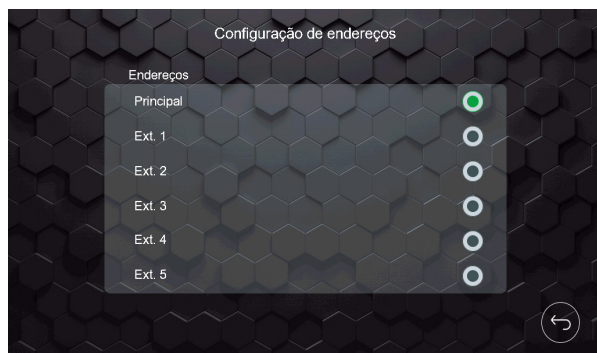 Configuração de endereços
Endereços
Principal
Ext. 1
Ext. 2
Ext. 3
Ext. 4
Ext. 5